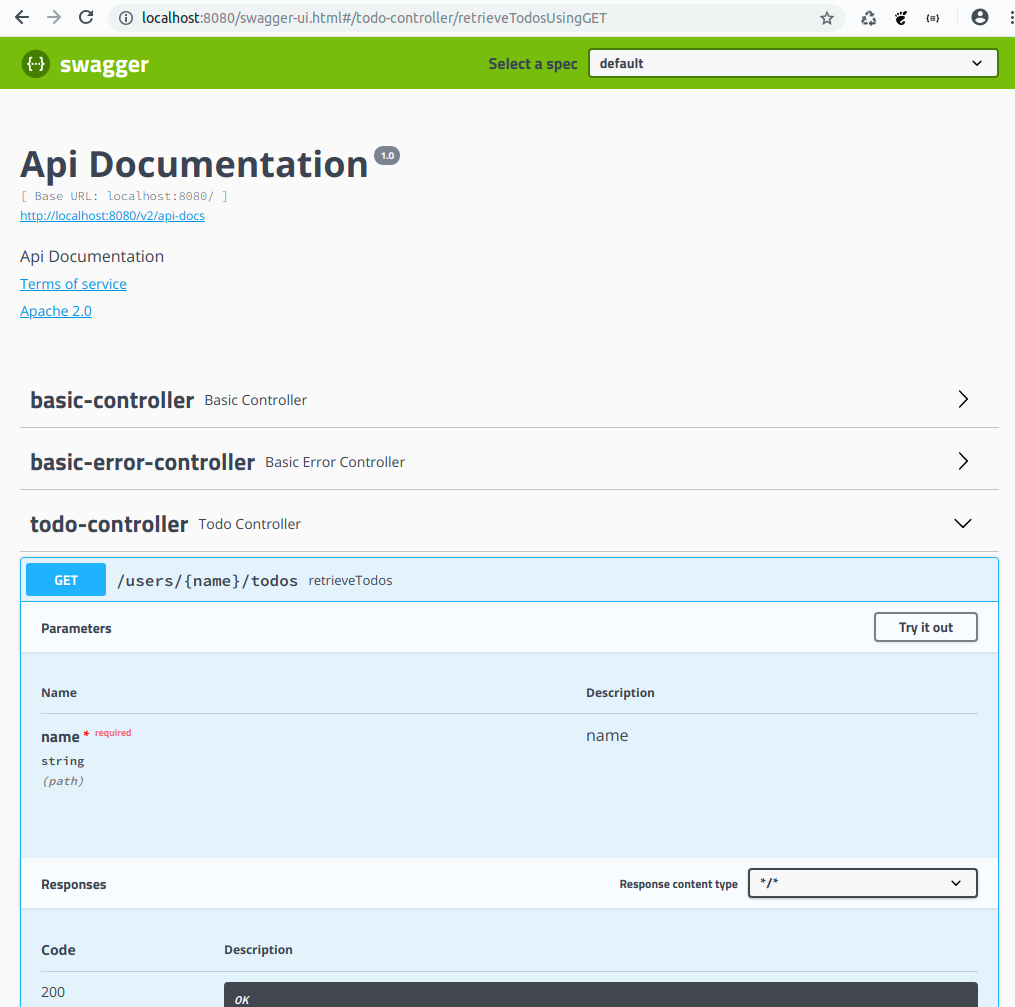 localhost:8080/swagger-ui.html#/todo-controller/retrieveTodosUsingGET
{···} swagger
Select a spec
default
Api Documentation 1.0
[ Base URL: localhost:8080/ ]
http://localhost:8080/v2/api-docs
Api Documentation
Terms of service
Apache 2.0
basic-controller Basic Controller
basic-error-controller Basic Error Controller
todo-controller Todo Controller
GET /users/{name}/todos retrieveTodos
Parameters
Try it out
Name Description
name * required name
string
(path)
Responses
Response content type
*/*
Code Description
200
OK